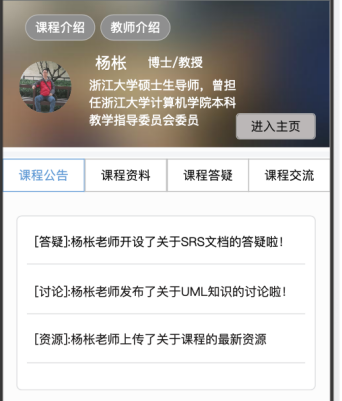 课程介绍 教师介绍
杨枨 博士/教授
浙江大学硕士生导师，曾担
任浙江大学计算机学院本科
教学指导委员会委员
进入主页
课程公告 课程资料 课程答疑 课程交流
[答疑]:杨枨老师开设了关于SRS文档的答疑啦！
[讨论]:杨枨老师发布了关于UML知识的讨论啦！
[资源]:杨枨老师上传了关于课程的最新资源